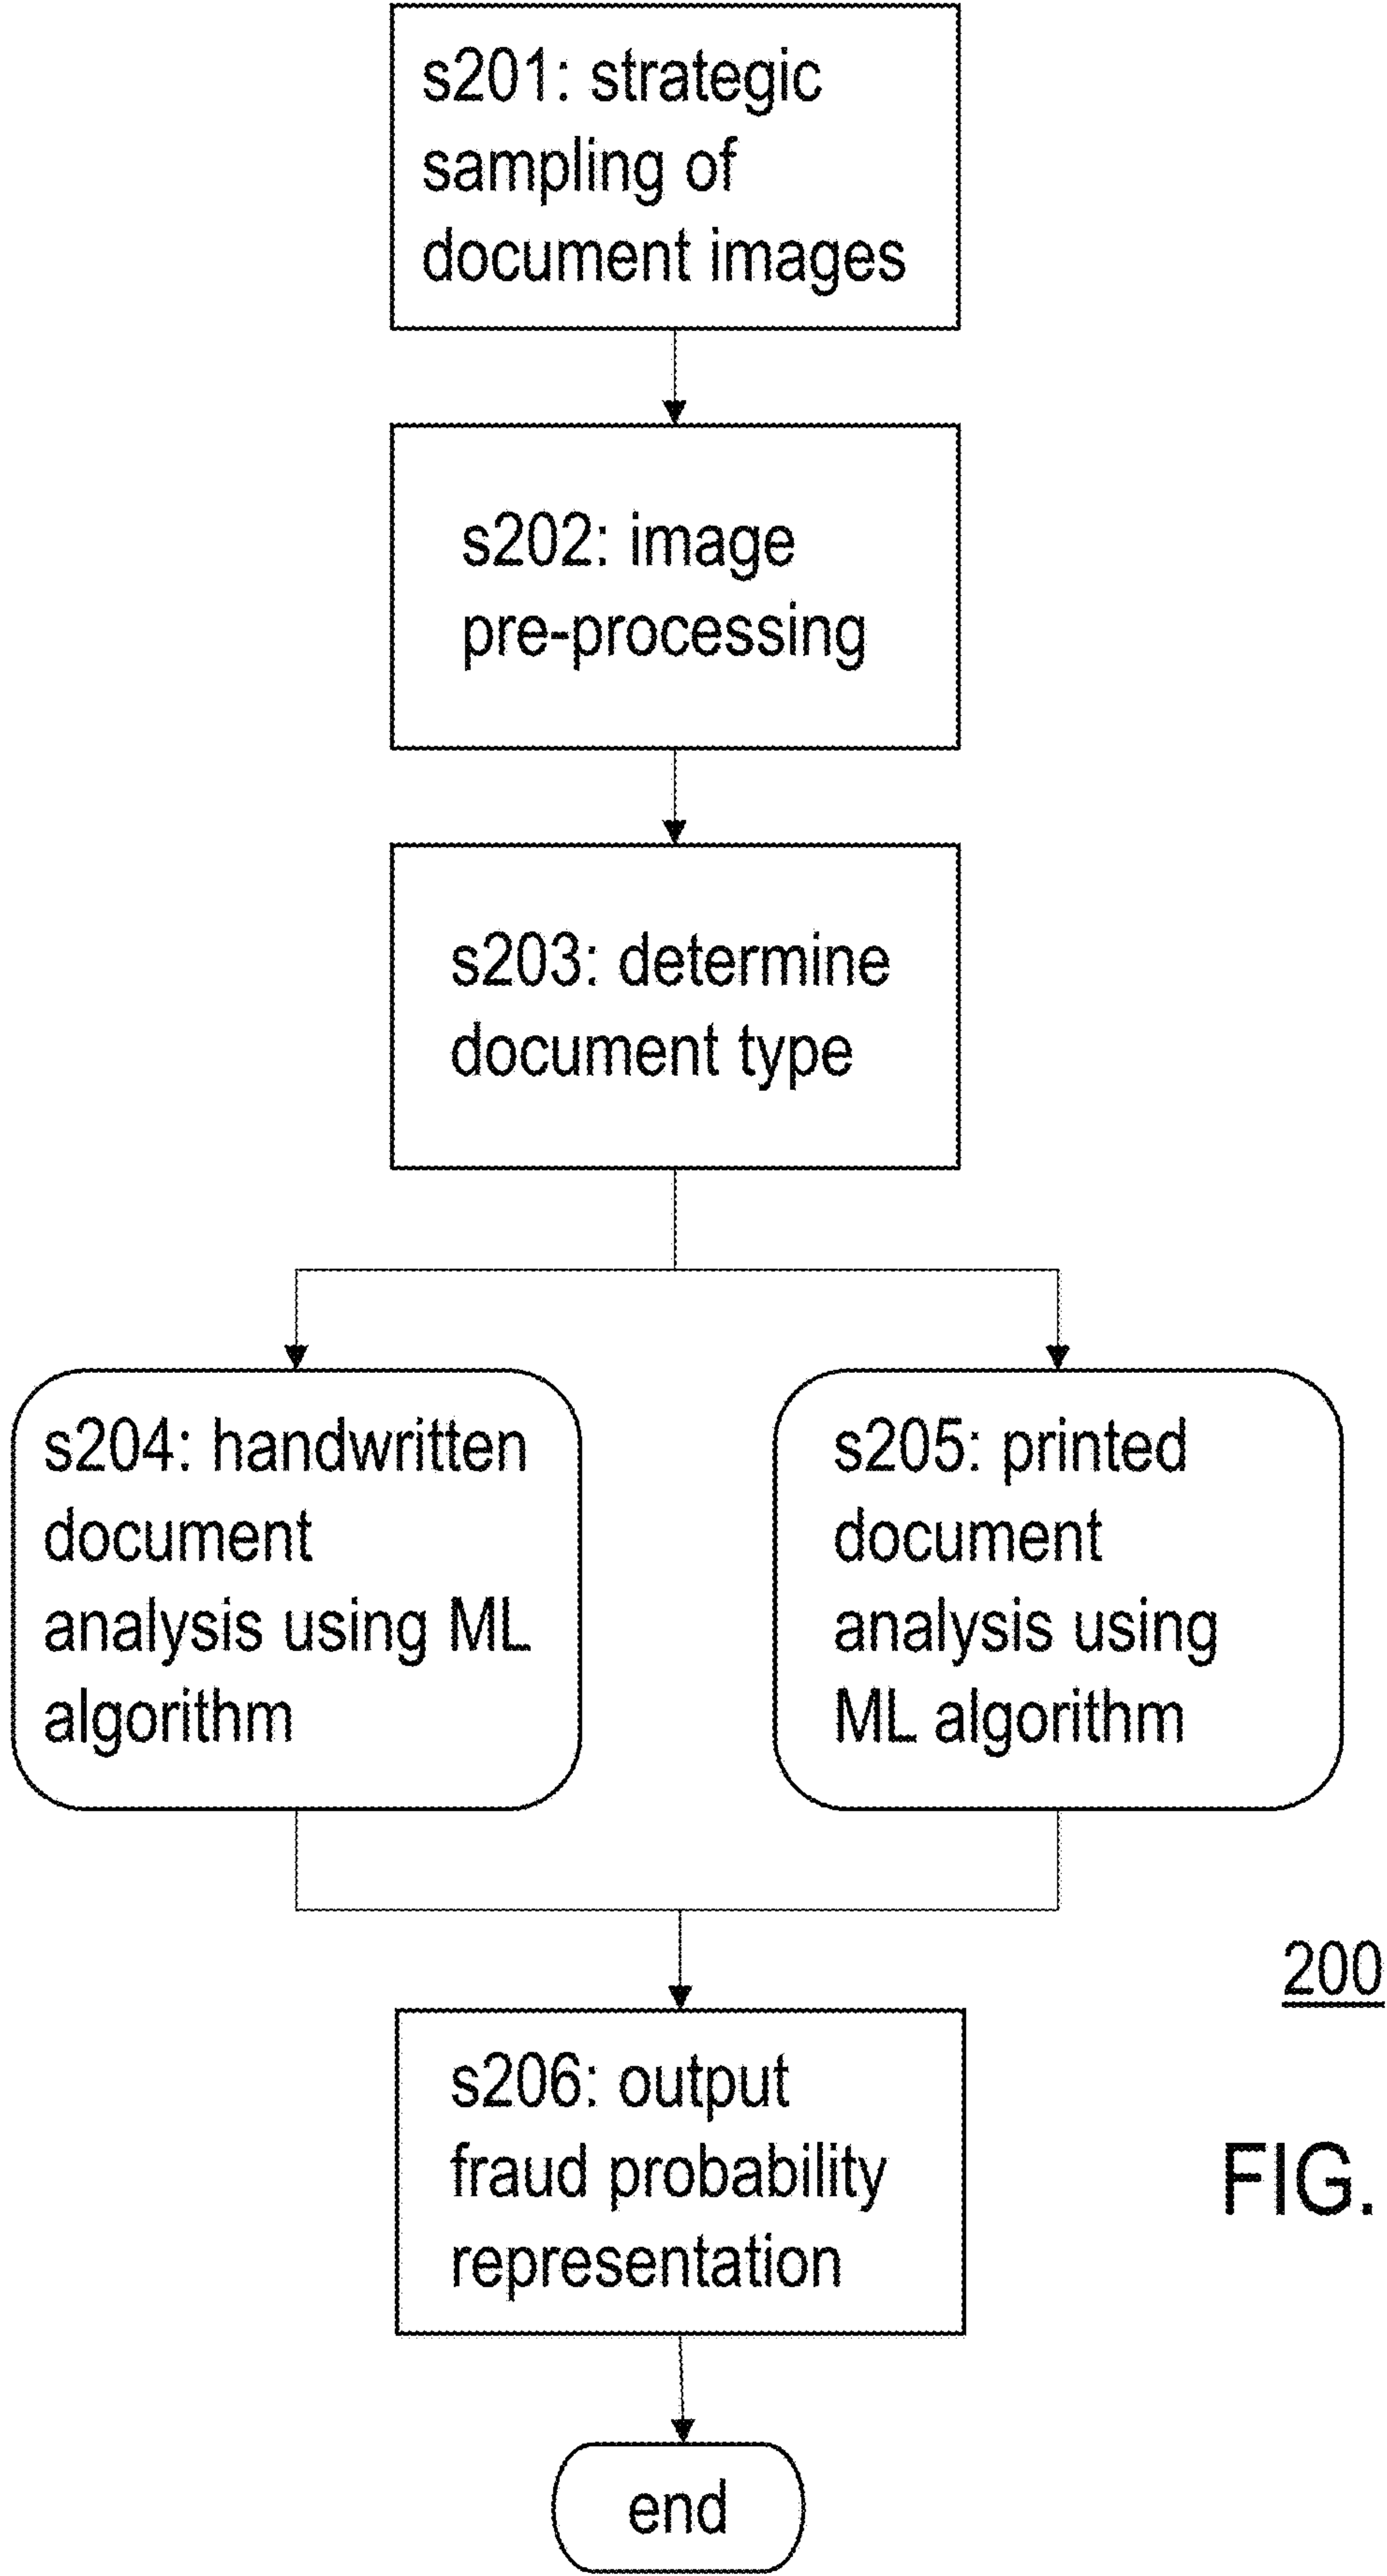 s201: strategic
sampling of
document images
s202: image
pre-processing
s203: determine
document type
s204: handwritten
document
analysis using ML
algorithm
s205: printed
document
analysis using
ML algorithm
200
s206: output
fraud probability
representation
FIG.
end